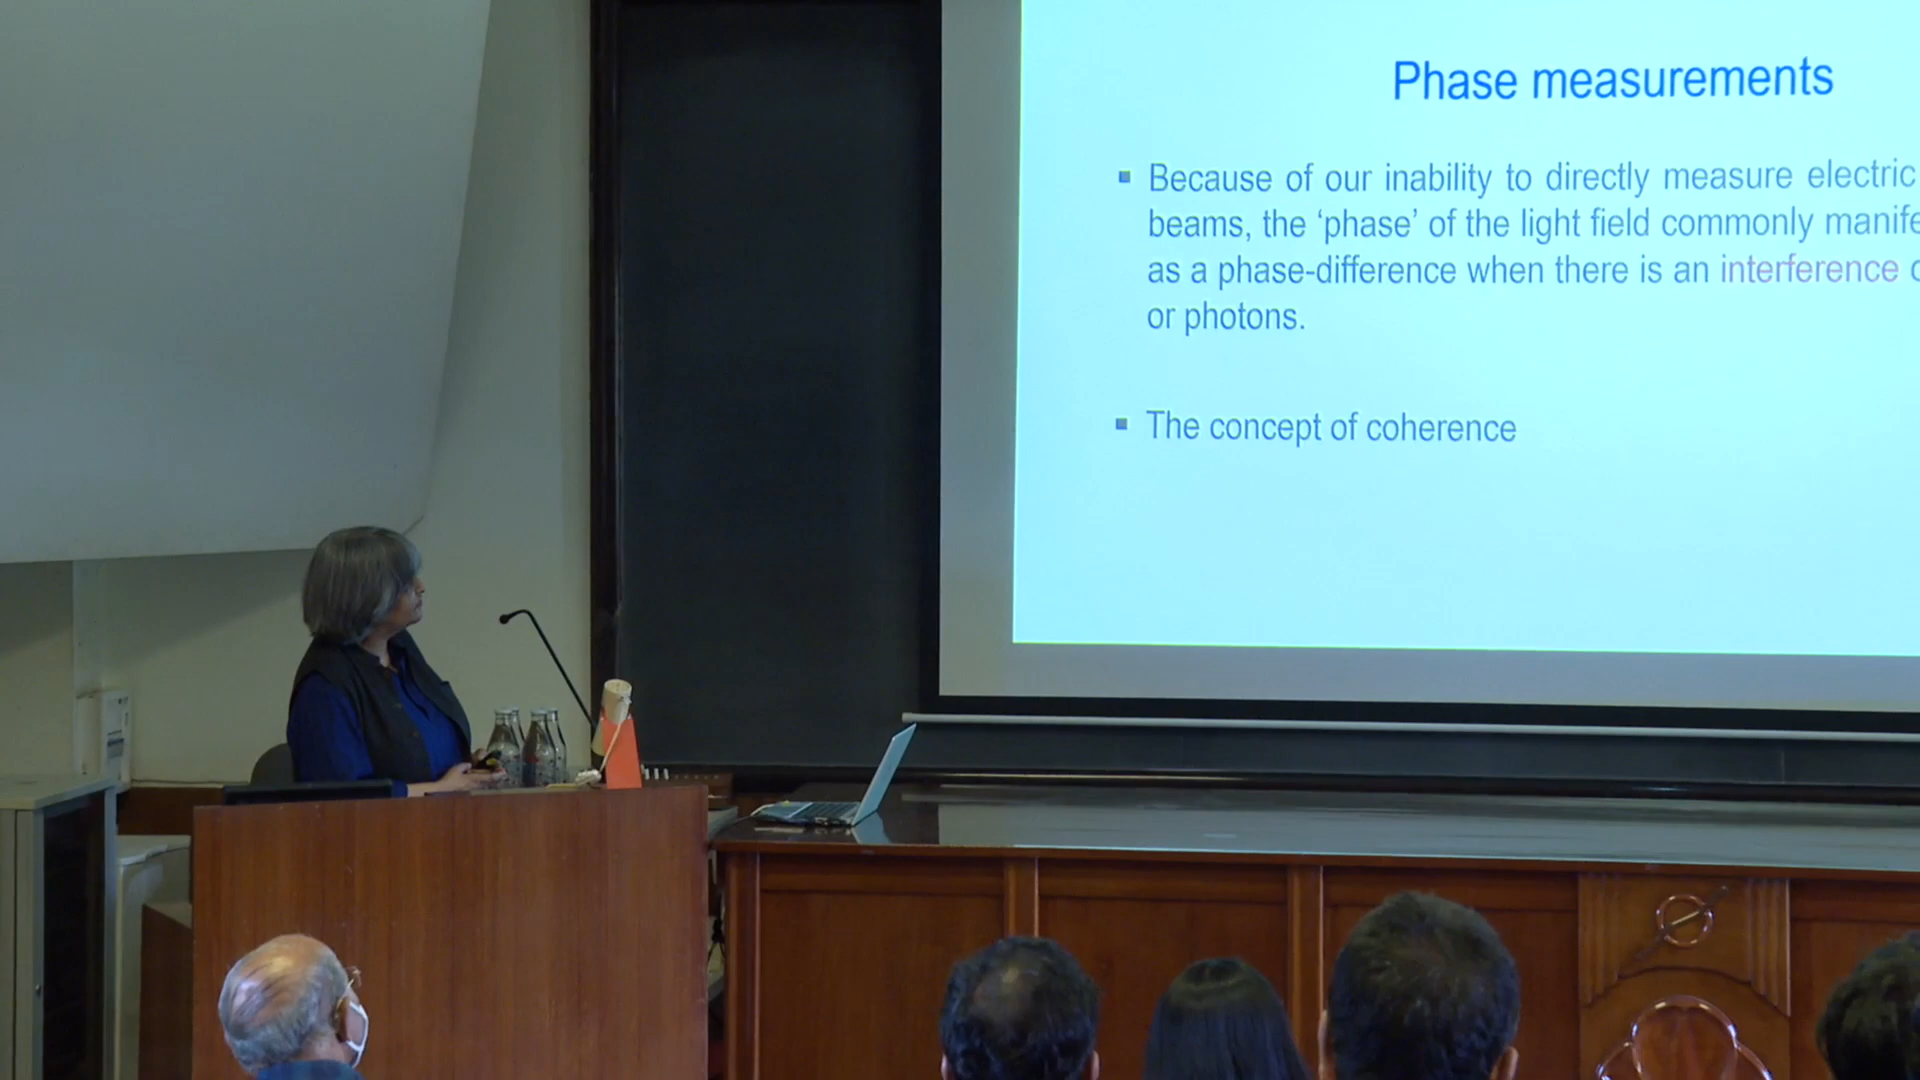 Phase measurements
▪ Because of our inability to directly measure electric
beams, the ‘phase’ of the light field commonly manife
as a phase-difference when there is an interference
or photons.
▪ The concept of coherence